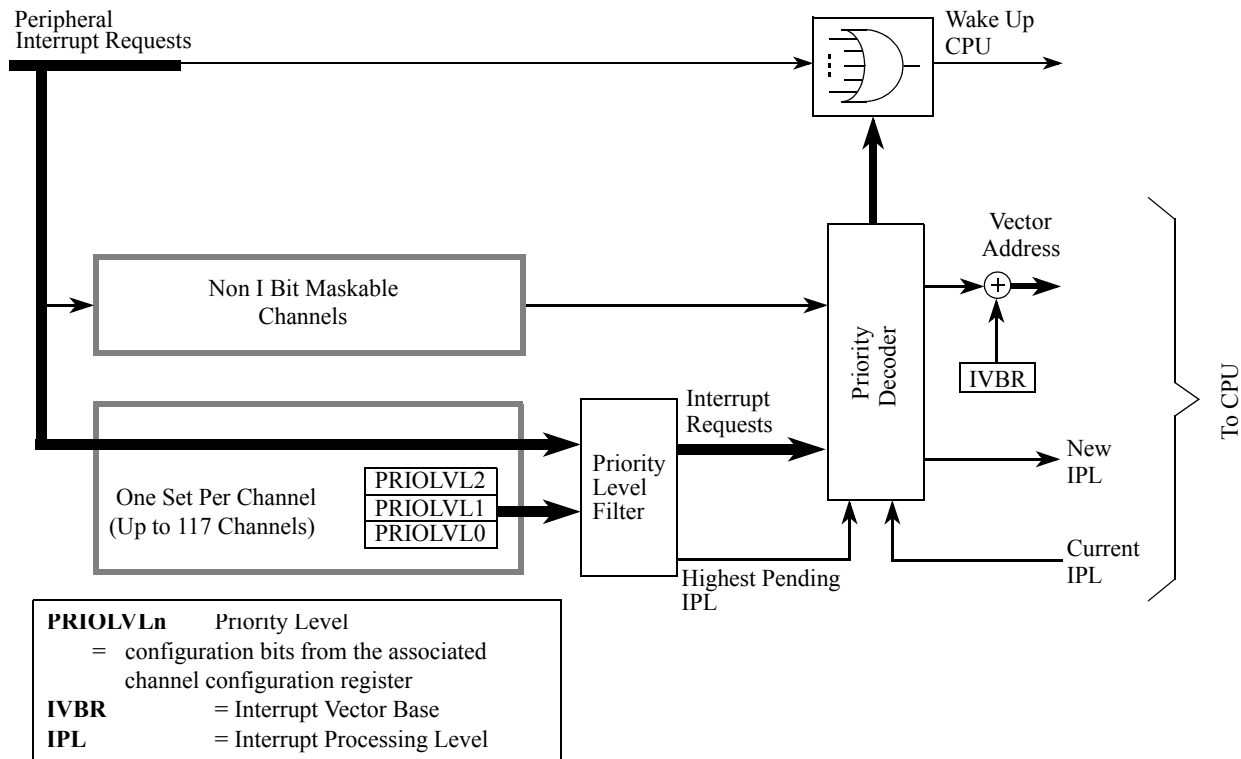 Peripheral
Interrupt Requests
Wake Up
CPU
Non I Bit Maskable
Channels
Priority
Decoder
Vector
Address
IVBR
To CPU
One Set Per Channel
(Up to 117 Channels)
PRIOLVL2
PRIOLVL1
PRIOLVL0
Priority
Level
Filter
Interrupt
Requests
Highest Pending
IPL
New
IPL
Current
IPL
PRIOLVLn Priority Level
= configuration bits from the associated
channel configuration register
IVBR = Interrupt Vector Base
IPL = Interrupt Processing Level